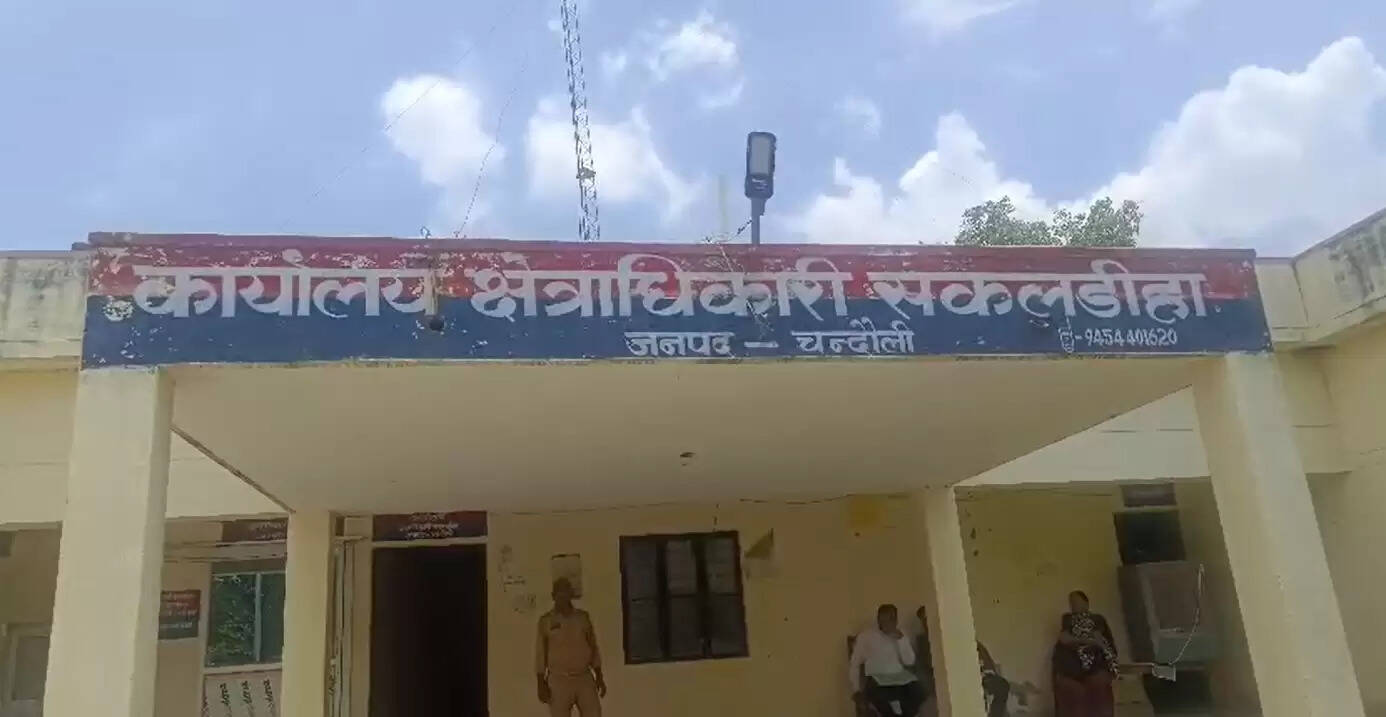 कार्यालय क्षेत्राधिकारी सकलडीहा
जनपद – चन्दौली
- 9454401620